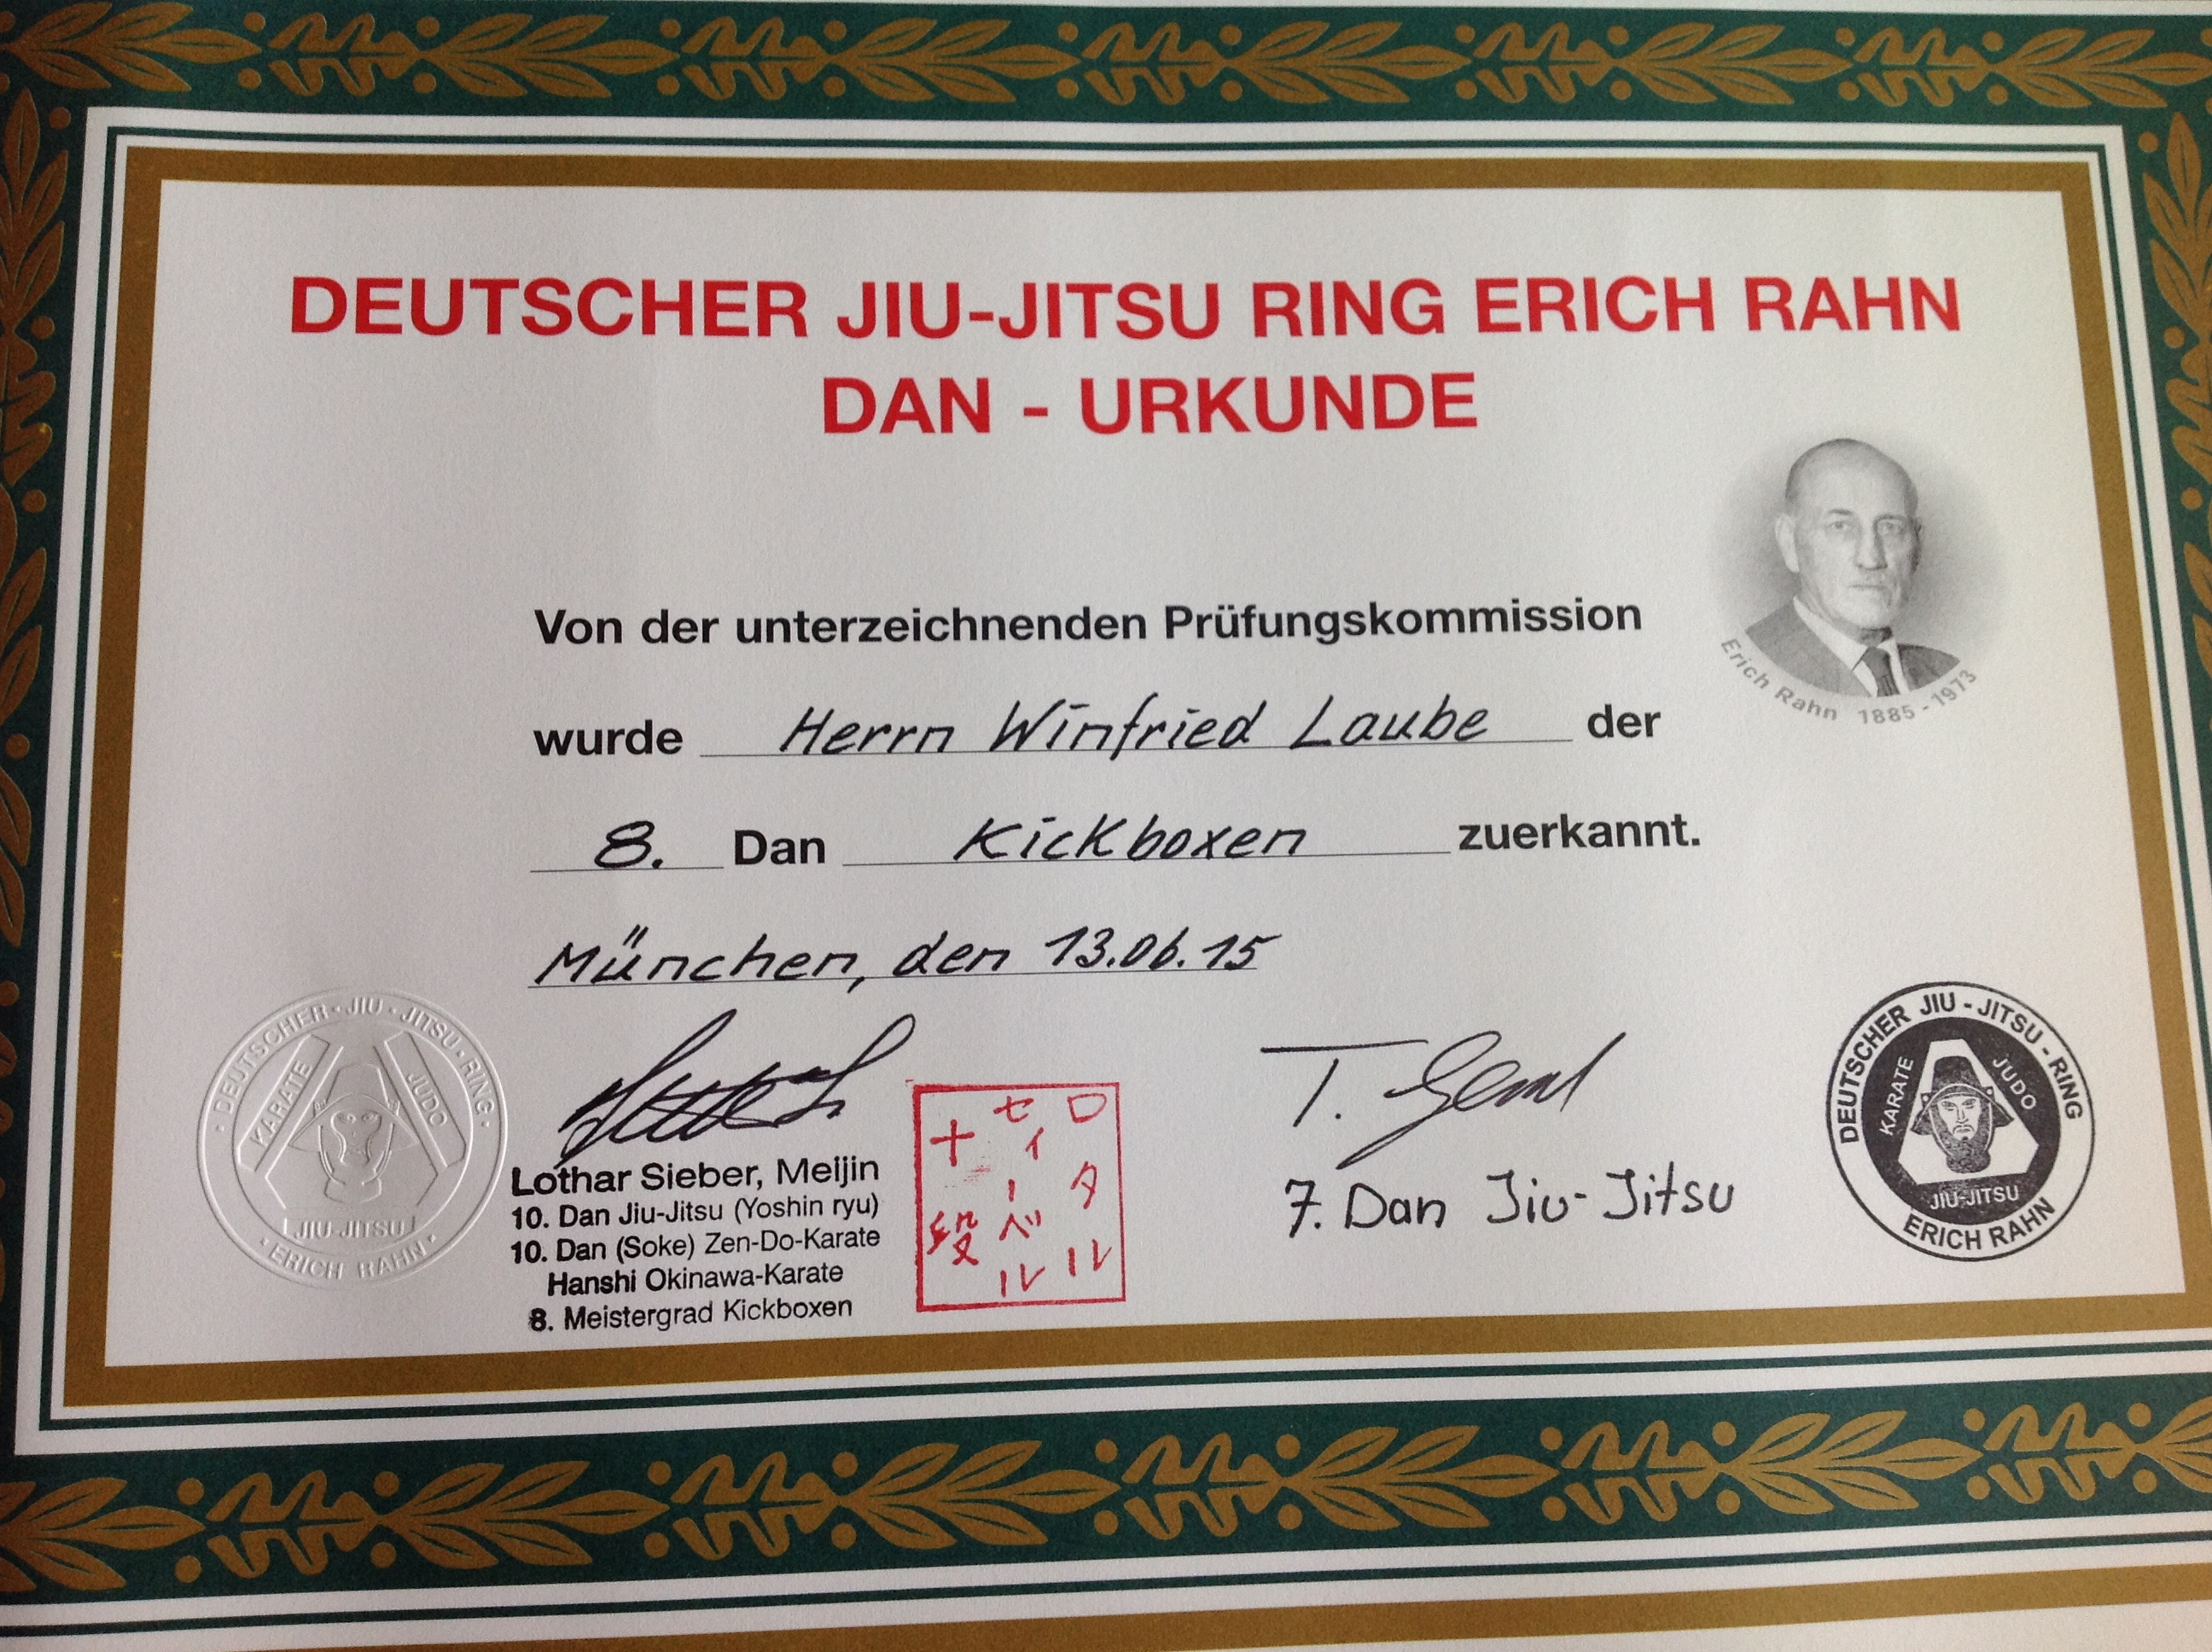 DEUTSCHER JIU-JITSU RING ERICH RAHN
DAN - URKUNDE
Erich Rahn 1885 - 1973
Von der unterzeichnenden Prüfungskommission
wurde Herrn Winfried Laube der
8. Dan Kickboxen zuerkannt.
München, den 13.06.15
· DEUTSCHER · JIU - JITSU · RING ·
KARATE
JUDO
JIU-JITSU
· ERICH RAHN ·
Lothar Sieber, Meijin
10. Dan Jiu-Jitsu (Yoshin ryu)
10. Dan (Soke) Zen-Do-Karate
Hanshi Okinawa-Karate
8. Meistergrad Kickboxen
ロタル
セイーベル
十段
T.
7. Dan Jiu-Jitsu
DEUTSCHER JIU - JITSU - RING
KARATE
JUDO
JIU-JITSU
ERICH RAHN